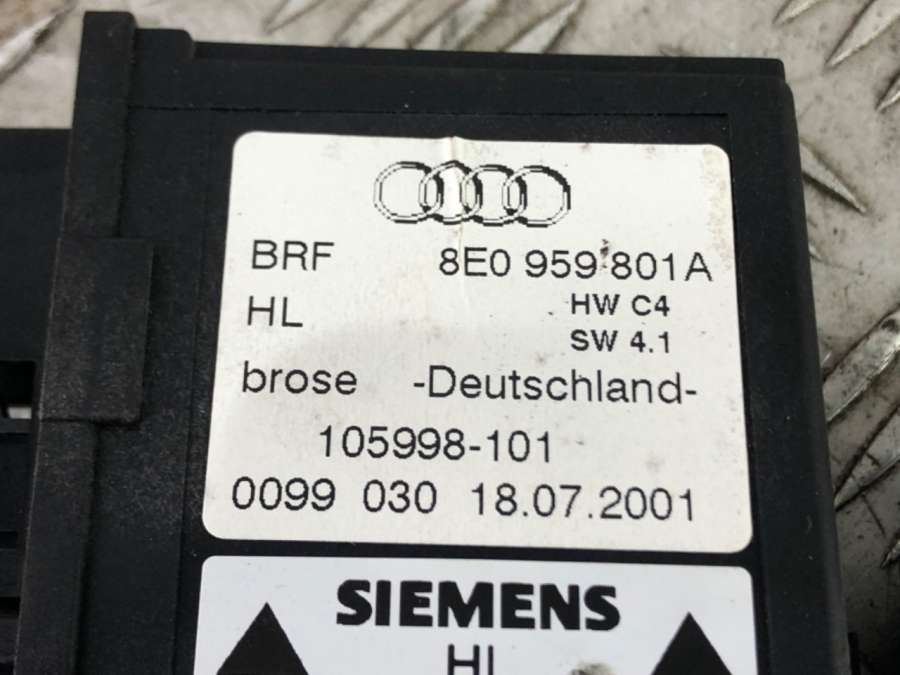 BRF 8E0 959 801A
HL HW C4
SW 4.1
brose -Deutschland-
105998-101
0099 030 18.07.2001
SIEMENS
HL